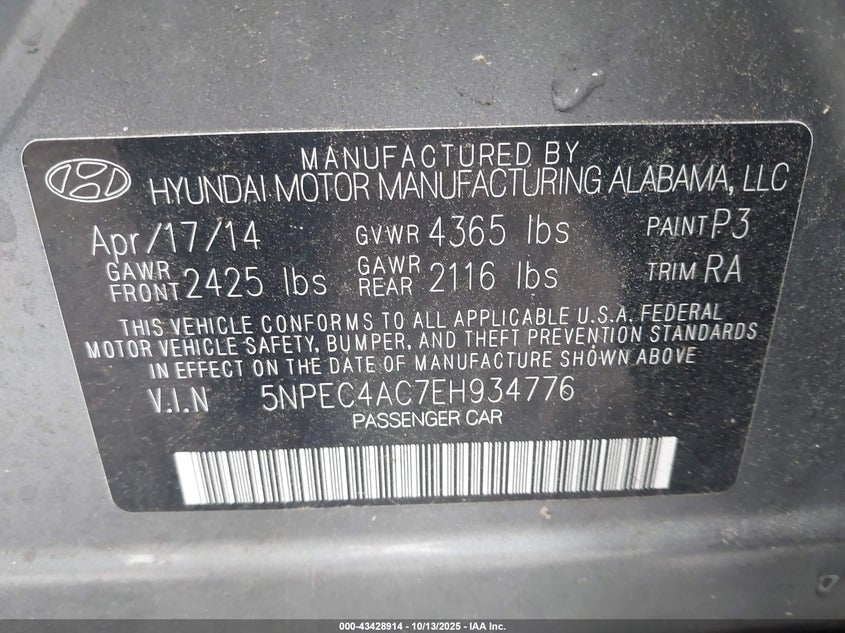 MANUFACTURED BY
HYUNDAI MOTOR MANUFACTURING ALABAMA, LLC
Apr/17/14 GVWR 4365 lbs PAINT P3
GAWR FRONT 2425 lbs GAWR REAR 2116 lbs TRIM RA
THIS VEHICLE CONFORMS TO ALL APPLICABLE U.S.A. FEDERAL
MOTOR VEHICLE SAFETY, BUMPER, AND THEFT PREVENTION STANDARDS
IN EFFECT ON THE DATE OF MANUFACTURE SHOWN ABOVE
V.I.N 5NPEC4AC7EH934776
PASSENGER CAR
000-43428914 - 10/13/2025 - IAA Inc.